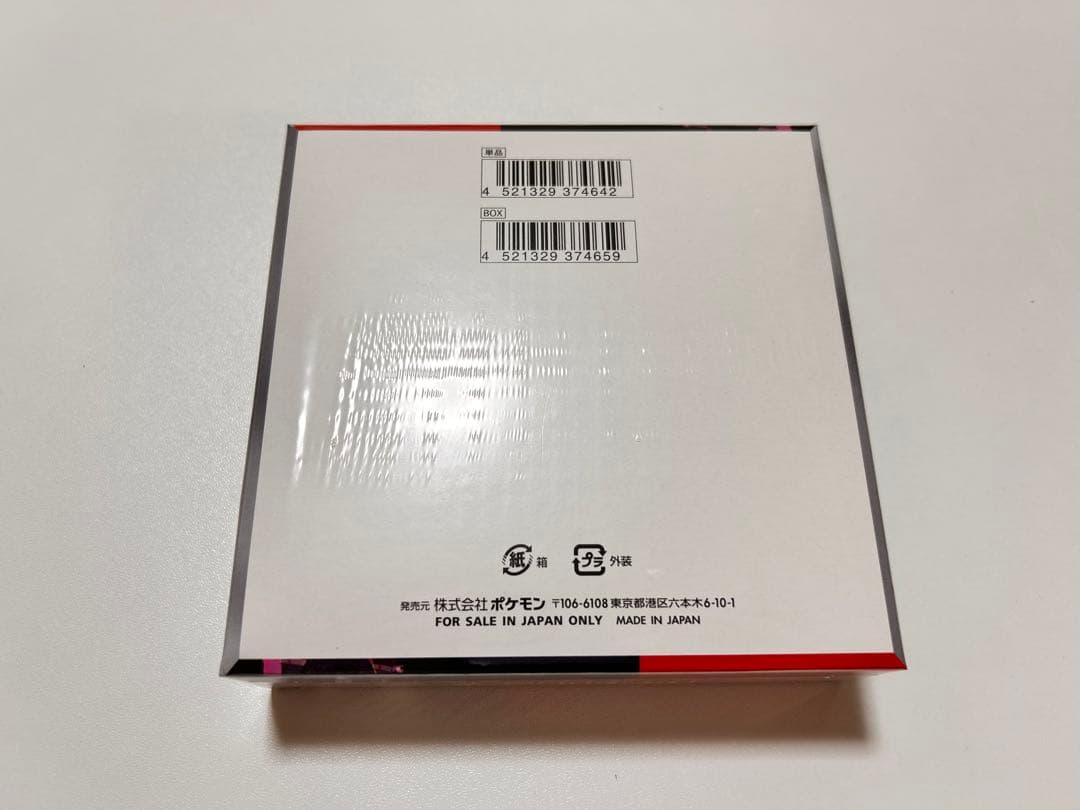 単品
4 521329 374642
BOX
4 521329 374659
紙 箱 プラ 外装
発売元 株式会社 ポケモン 〒106-6108 東京都港区六本木6-10-1
FOR SALE IN JAPAN ONLY MADE IN JAPAN